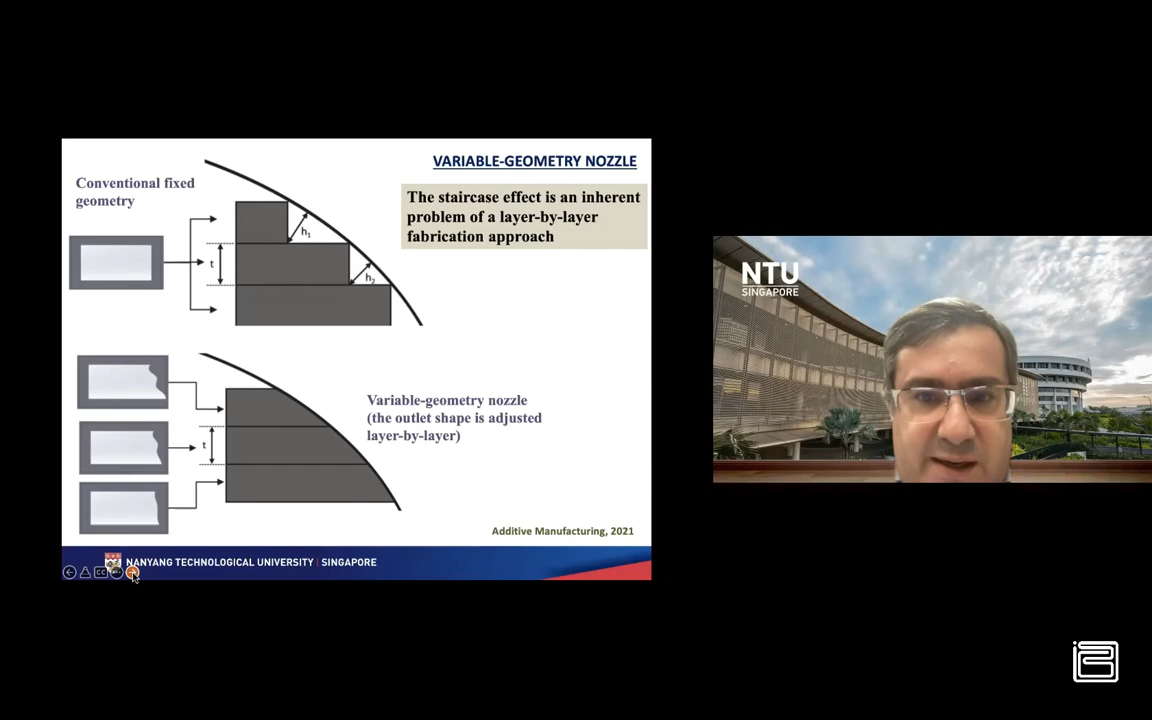 VARIABLE-GEOMETRY NOZZLE
Conventional fixed
geometry
The staircase effect is an inherent
problem of a layer-by-layer
fabrication approach
h1
t
h2
Variable-geometry nozzle
(the outlet shape is adjusted
layer-by-layer)
t
Additive Manufacturing, 2021
NANYANG TECHNOLOGICAL UNIVERSITY | SINGAPORE
CC
NTU
SINGAPORE